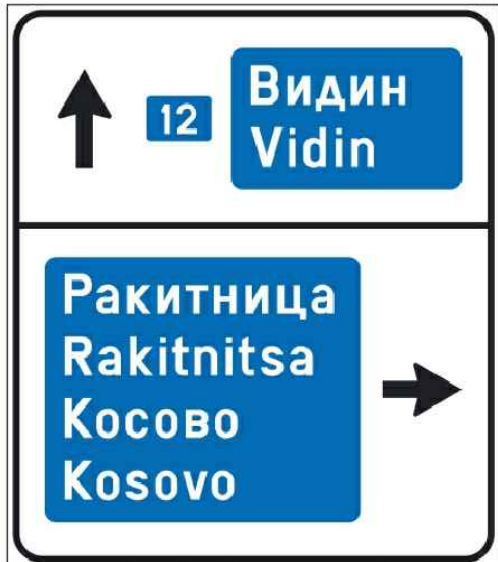 12
Видин
Vidin
Ракитница
Rakitnitsa
Косово
Kosovo